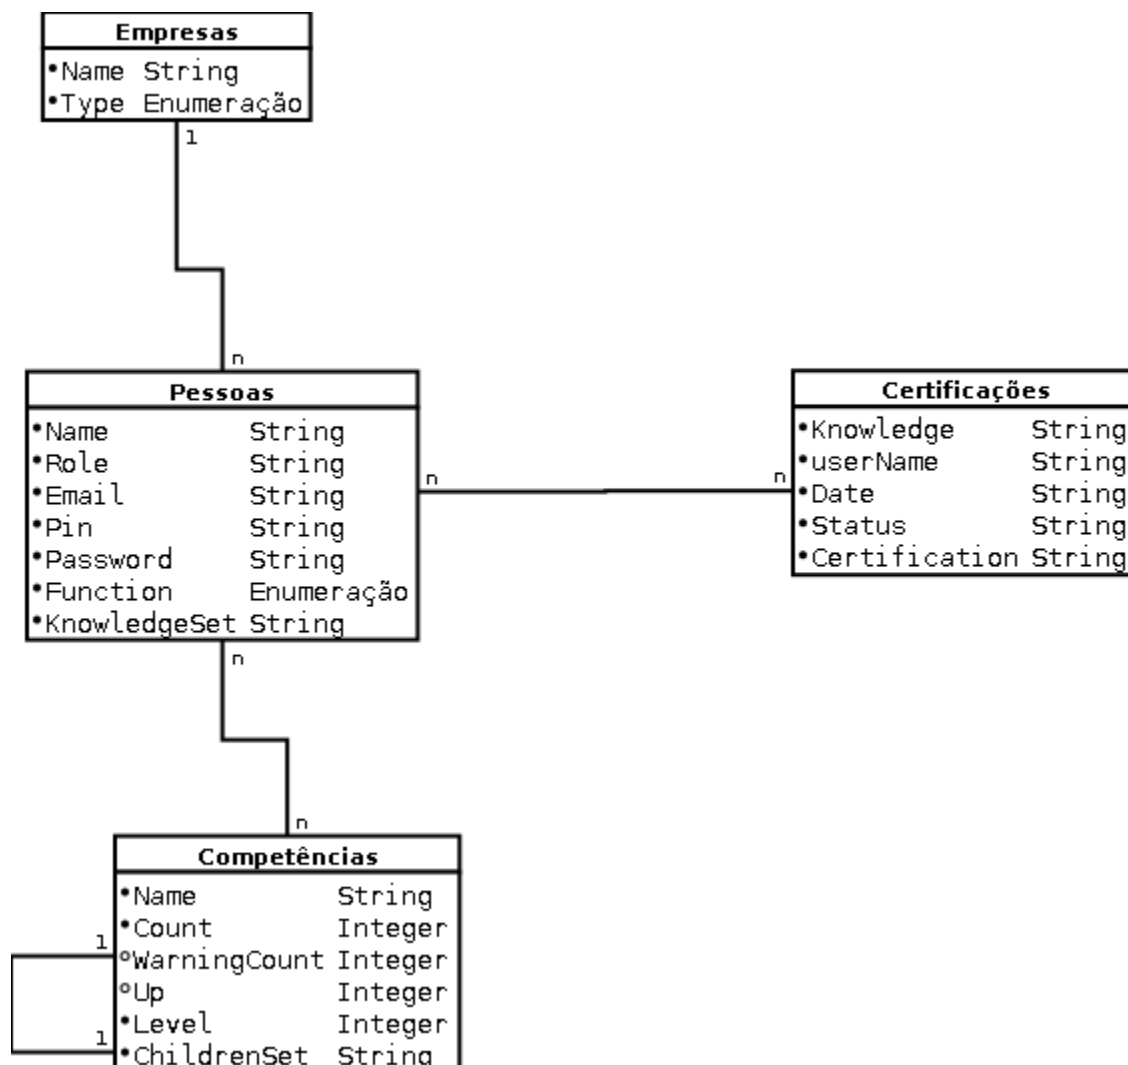 Empresas
•Name String
•Type Enumeração
1
n
Pessoas
•Name String
•Role String
•Email String
•Pin String
•Password String
•Function Enumeração
•KnowledgeSet String
n
n
Certificações
•Knowledge String
•userName String
•Date String
•Status String
•Certification String
n
n
Competências
•Name String
•Count Integer
1
°WarningCount Integer
°Up Integer
•Level Integer
1
•ChildrenSet String